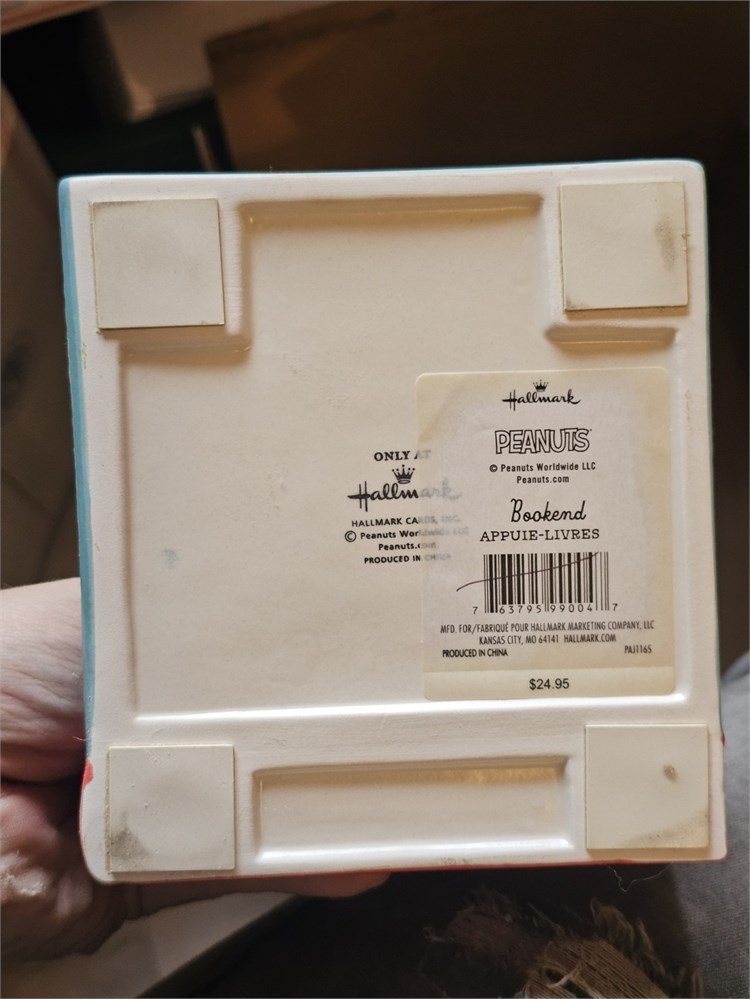 ONLY AT
Hallmark
HALLMARK CARDS, INC.
© Peanuts Worldwide LLC
Peanuts.com
PRODUCED IN CHINA
Hallmark
PEANUTS
© Peanuts Worldwide LLC
Peanuts.com
Bookend
APPUIE-LIVRES
7 63795 99004 7
MFD. FOR/FABRIQUÉ POUR HALLMARK MARKETING COMPANY, LLC
KANSAS CITY, MO 64141 HALLMARK.COM
PRODUCED IN CHINA PAJ1165
$24.95